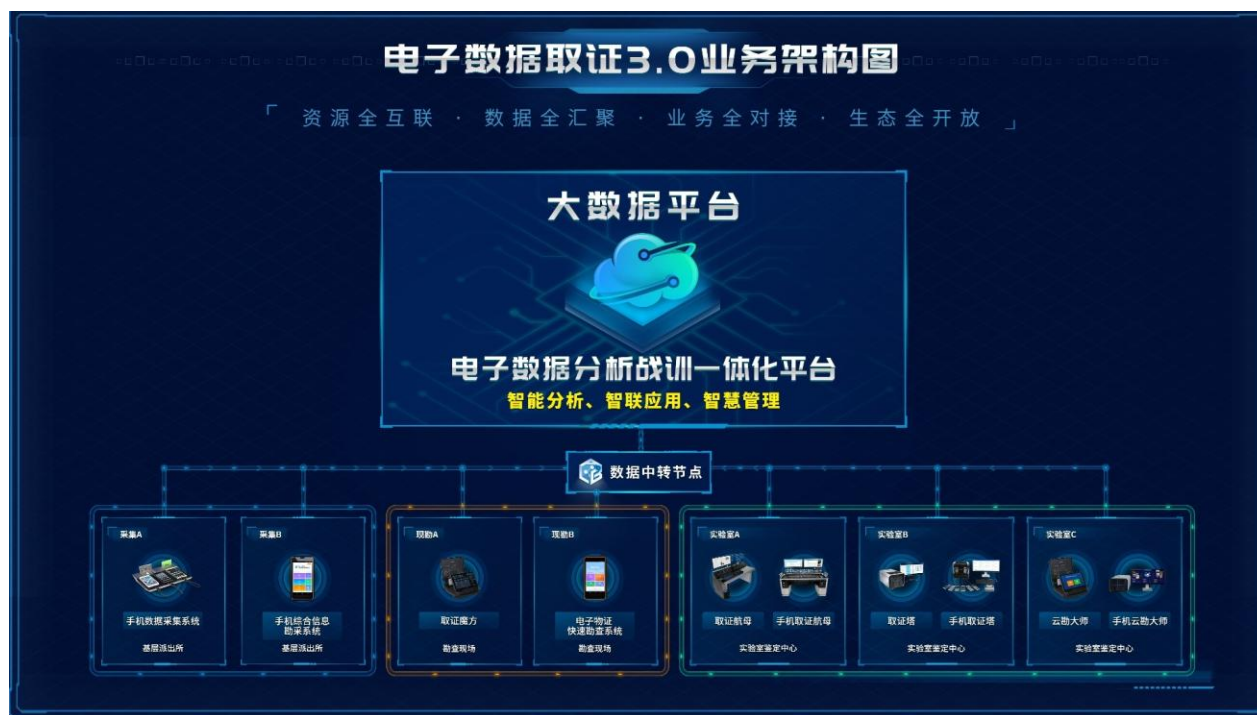 电子数据取证3.0业务架构图
「 资源全互联 · 数据全汇聚 · 业务全对接 · 生态全开放 」
大数据平台
电子数据分析战训一体化平台
智能分析、智联应用、智慧管理
数据中转节点
采集A
手机数据采集系统
基层派出所
采集B
手机综合信息
勘采系统
基层派出所
现勘A
取证魔方
勘查现场
现勘B
电子物证
快速勘查系统
勘查现场
实验室A
取证航母 手机取证航母
实验室鉴定中心
实验室B
取证塔 手机取证塔
实验室鉴定中心
实验室C
云勘大师 手机云勘大师
实验室鉴定中心